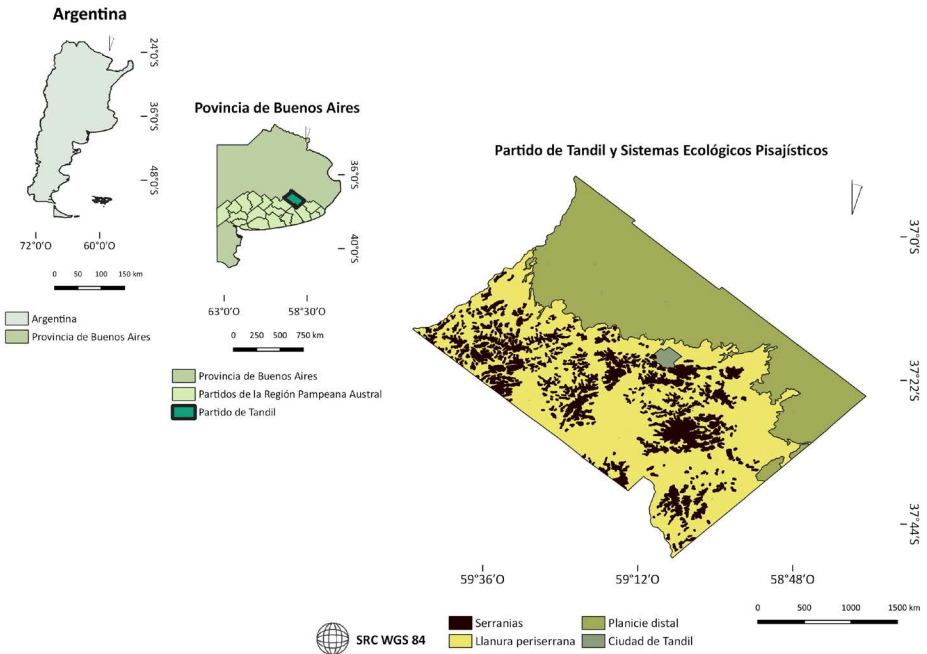 Argentina
24°0'S
36°0'S
48°0'S
72°0'O 60°0'O
0 50 100 150 km
Argentina
Provincia de Buenos Aires
Povincia de Buenos Aires
36°0'S
40°0'S
63°0'O 58°30'O
0 250 500 750 km
Provincia de Buenos Aires
Partidos de la Región Pampeana Austral
Partido de Tandil
Partido de Tandil y Sistemas Ecológicos Pisajísticos
37°0'S
37°22'S
37°44'S
59°36'O 59°12'O 58°48'O
0 500 1000 1500 km
SRC WGS 84
Serranias
Llanura periserrana
Planicie distal
Ciudad de Tandil